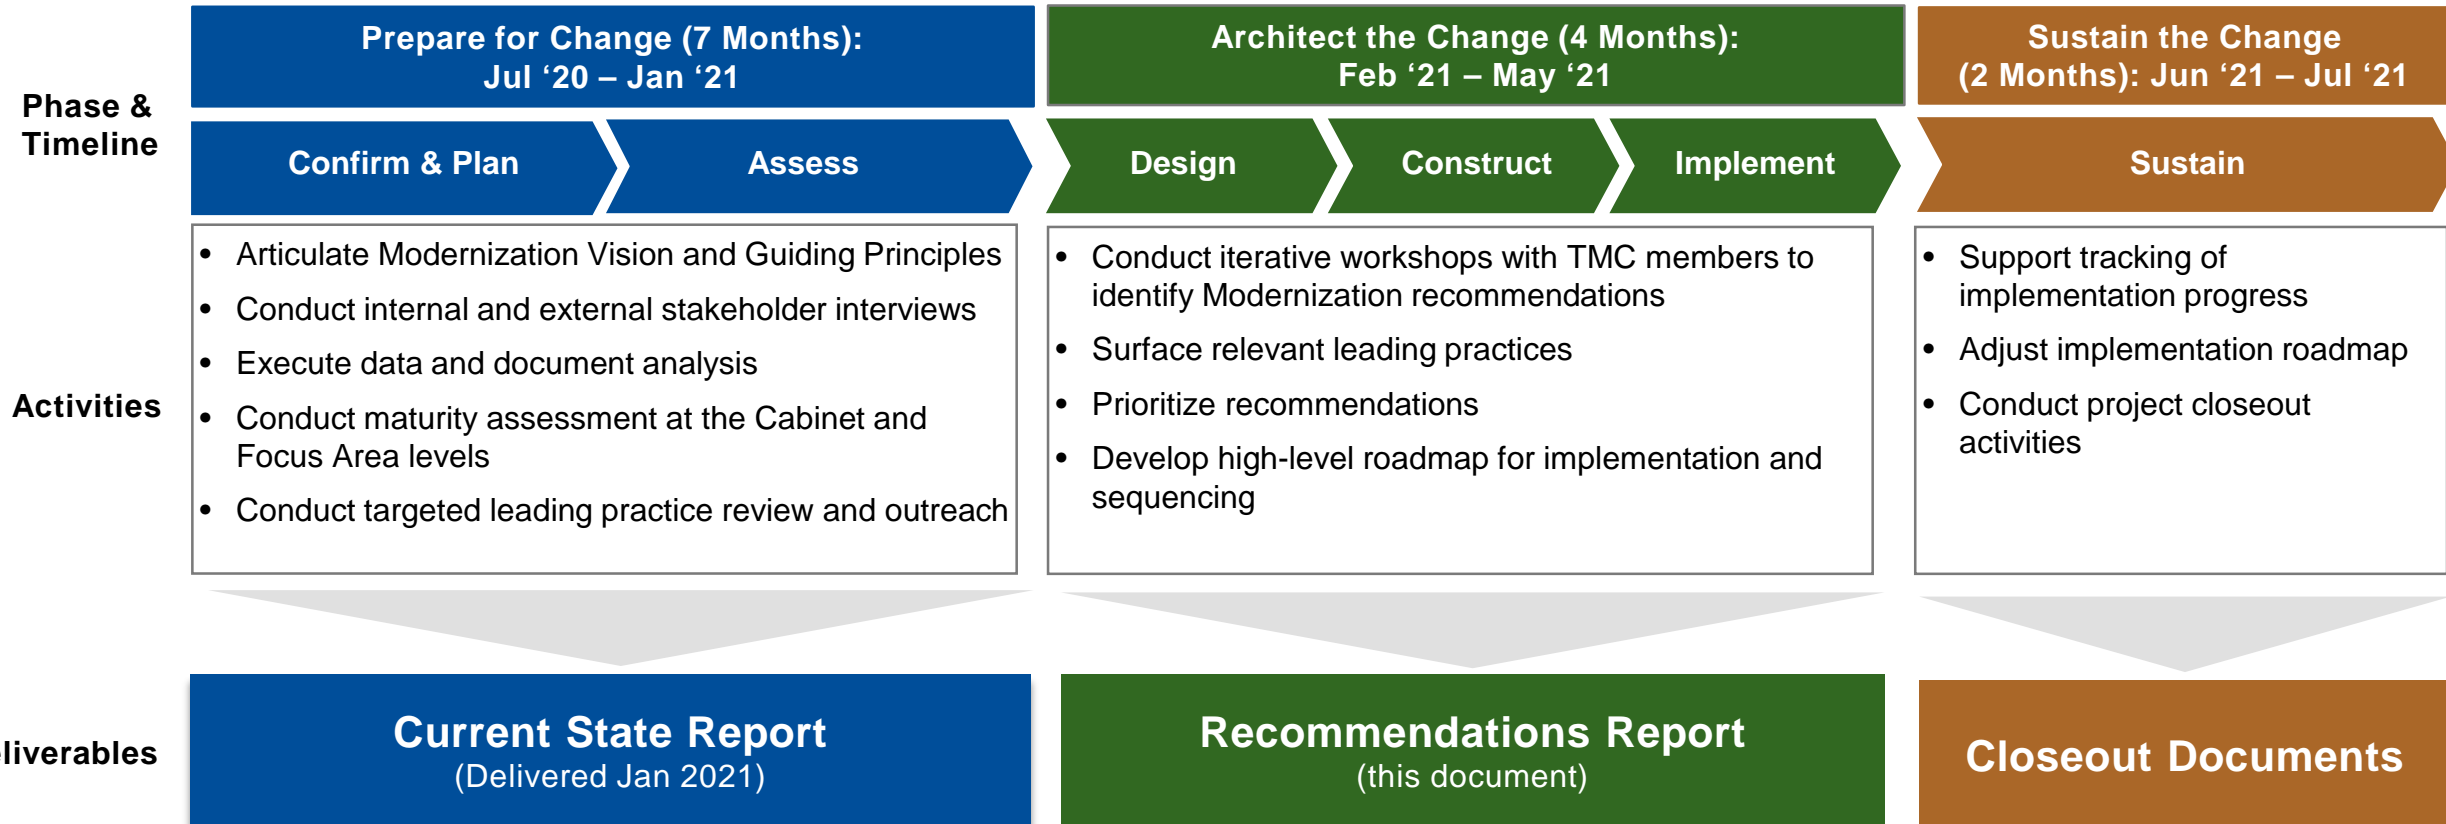 Phase &
Timeline
Prepare for Change (7 Months):
Jul ‘20 – Jan ‘21
Architect the Change (4 Months):
Feb ‘21 – May ‘21
Sustain the Change
(2 Months): Jun ‘21 – Jul ‘21
Confirm & Plan
Assess
Design
Construct
Implement
Sustain
Activities
• Articulate Modernization Vision and Guiding Principles
• Conduct internal and external stakeholder interviews
• Execute data and document analysis
• Conduct maturity assessment at the Cabinet and
Focus Area levels
• Conduct targeted leading practice review and outreach
• Conduct iterative workshops with TMC members to
identify Modernization recommendations
• Surface relevant leading practices
• Prioritize recommendations
• Develop high-level roadmap for implementation and
sequencing
• Support tracking of
implementation progress
• Adjust implementation roadmap
• Conduct project closeout
activities
eliverables
Current State Report
(Delivered Jan 2021)
Recommendations Report
(this document)
Closeout Documents